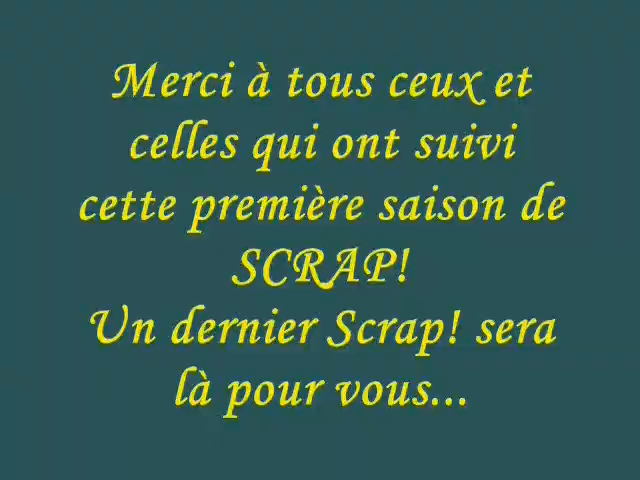 Merci à tous ceux et
celles qui ont suivi
cette première saison de
SCRAP!
Un dernier Scrap! sera
là pour vous...